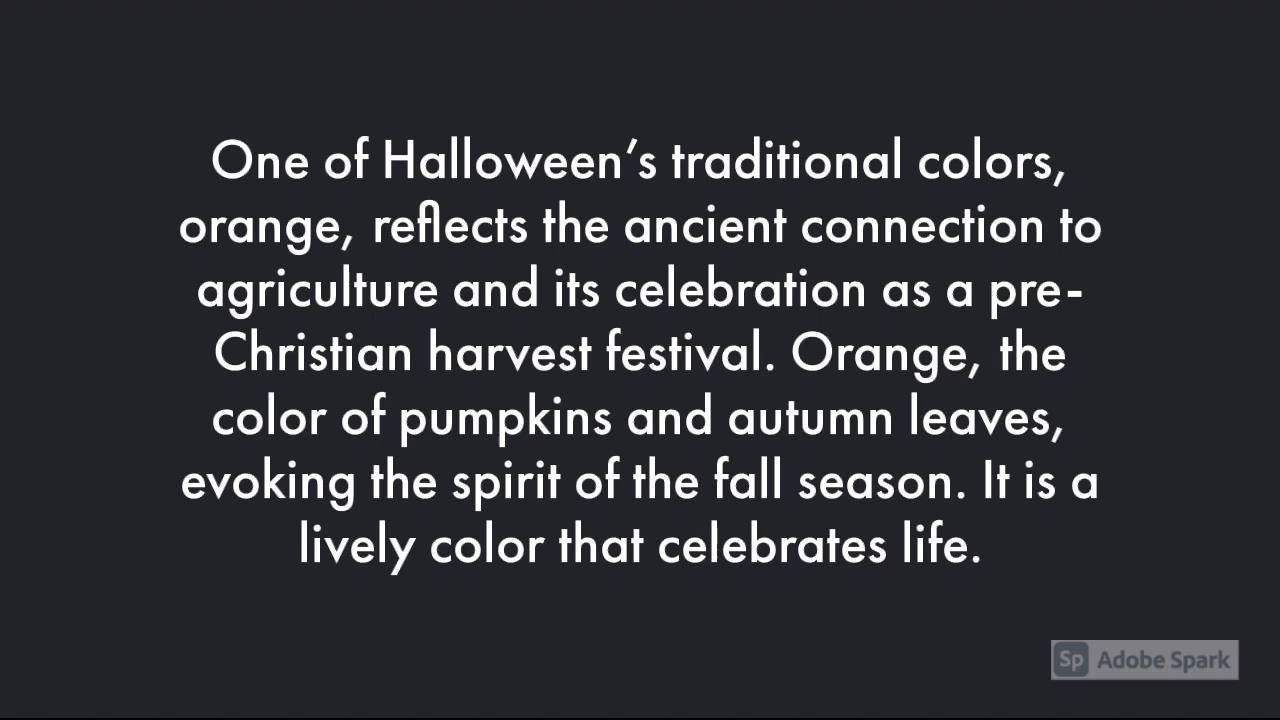 One of Halloween’s traditional colors,
orange, reflects the ancient connection to
agriculture and its celebration as a pre-
Christian harvest festival. Orange, the
color of pumpkins and autumn leaves,
evoking the spirit of the fall season. It is a
lively color that celebrates life.
Sp Adobe Spark